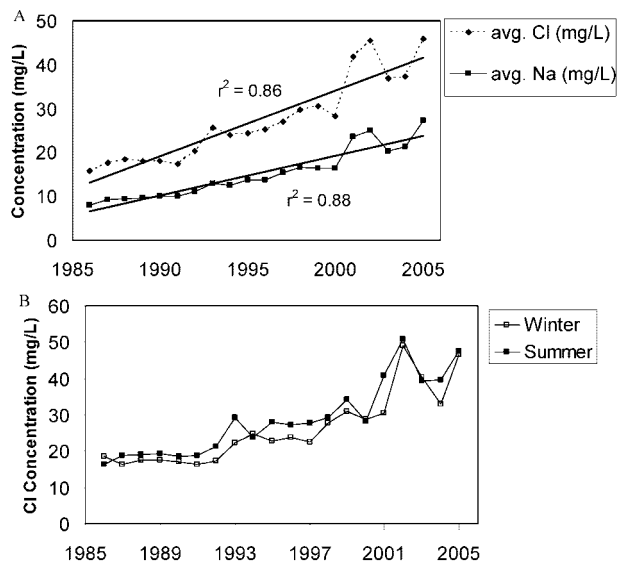 A
Concentration (mg/L)
50
40
30
20
10
0
r² = 0.86
r² = 0.88
1985 1990 1995 2000 2005
avg. Cl (mg/L)
avg. Na (mg/L)
B
Cl Concentration (mg/L)
60
50
40
30
20
10
0
1985 1989 1993 1997 2001 2005
Winter
Summer